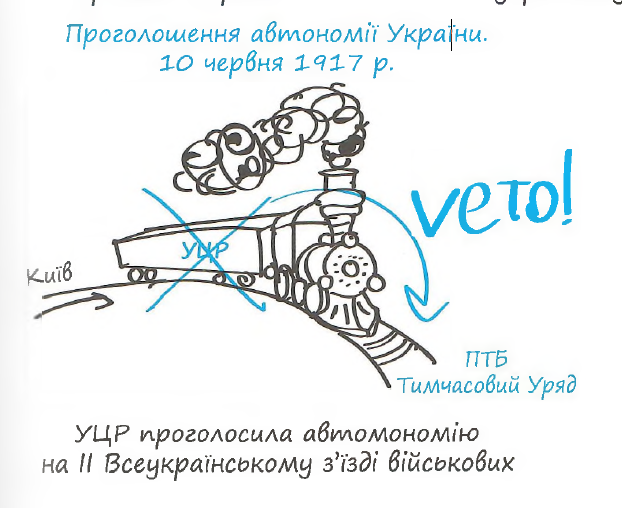 Проголошення автономії України.
10 червня 1917 р.
vето!
УЦР
Київ
ПТБ
Тимчасовий Уряд
УЦР проголосила автомономію
на ІІ Всеукраїнському з'їзді військових